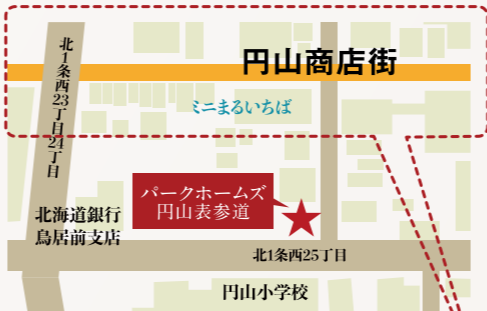 円山商店街
北1条西23丁目24丁目
ミニまるいちば
パークホームズ
円山表参道
北海道銀行
鳥居前支店
北1条西25丁目
円山小学校